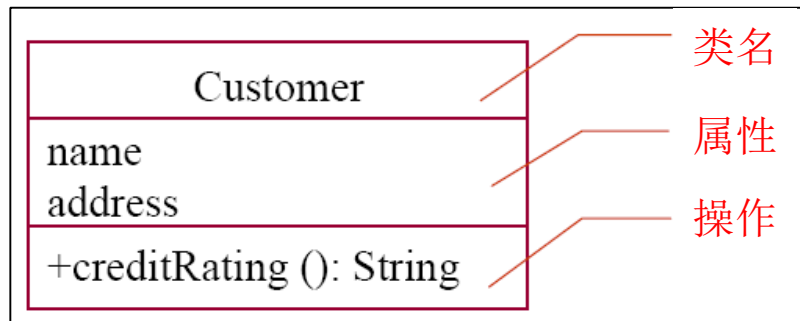 Customer
类名
name
address
属性
+creditRating (): String
操作